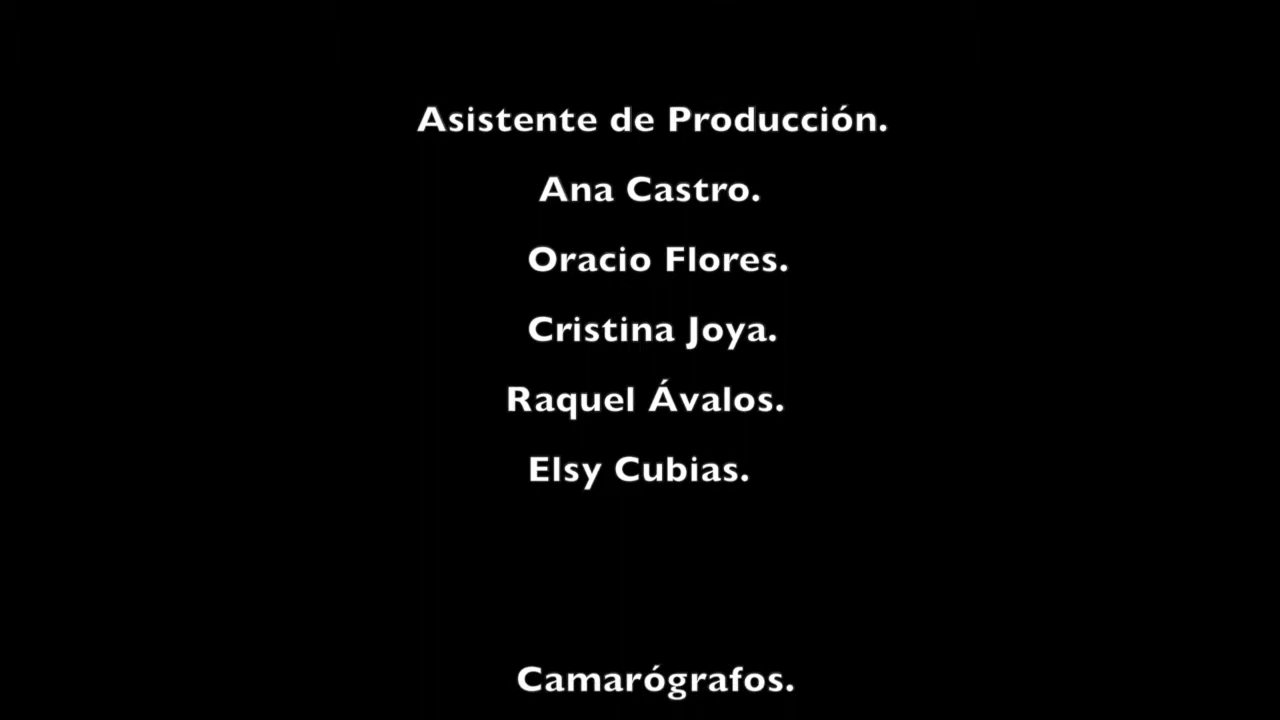 Asistente de Producción.
Ana Castro.
Oracio Flores.
Cristina Joya.
Raquel Ávalos.
Elsy Cubias.
Camarógrafos.